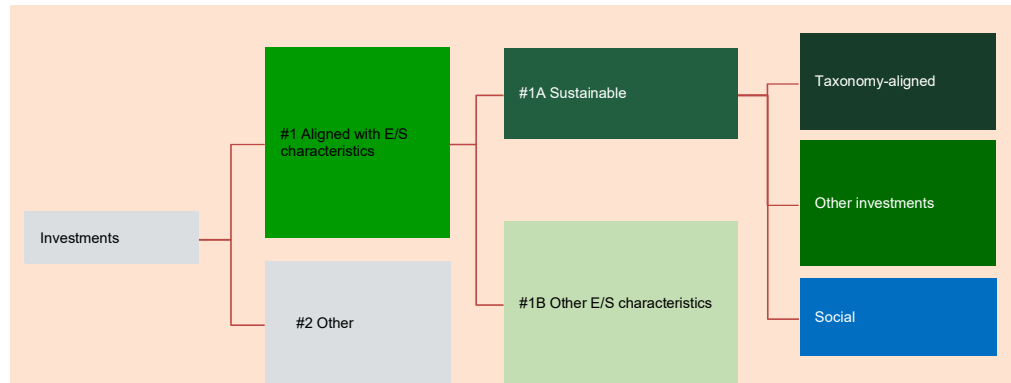 Investments
#1 Aligned with E/S
characteristics
#2 Other
#1A Sustainable
#1B Other E/S characteristics
Taxonomy-aligned
Other investments
Social